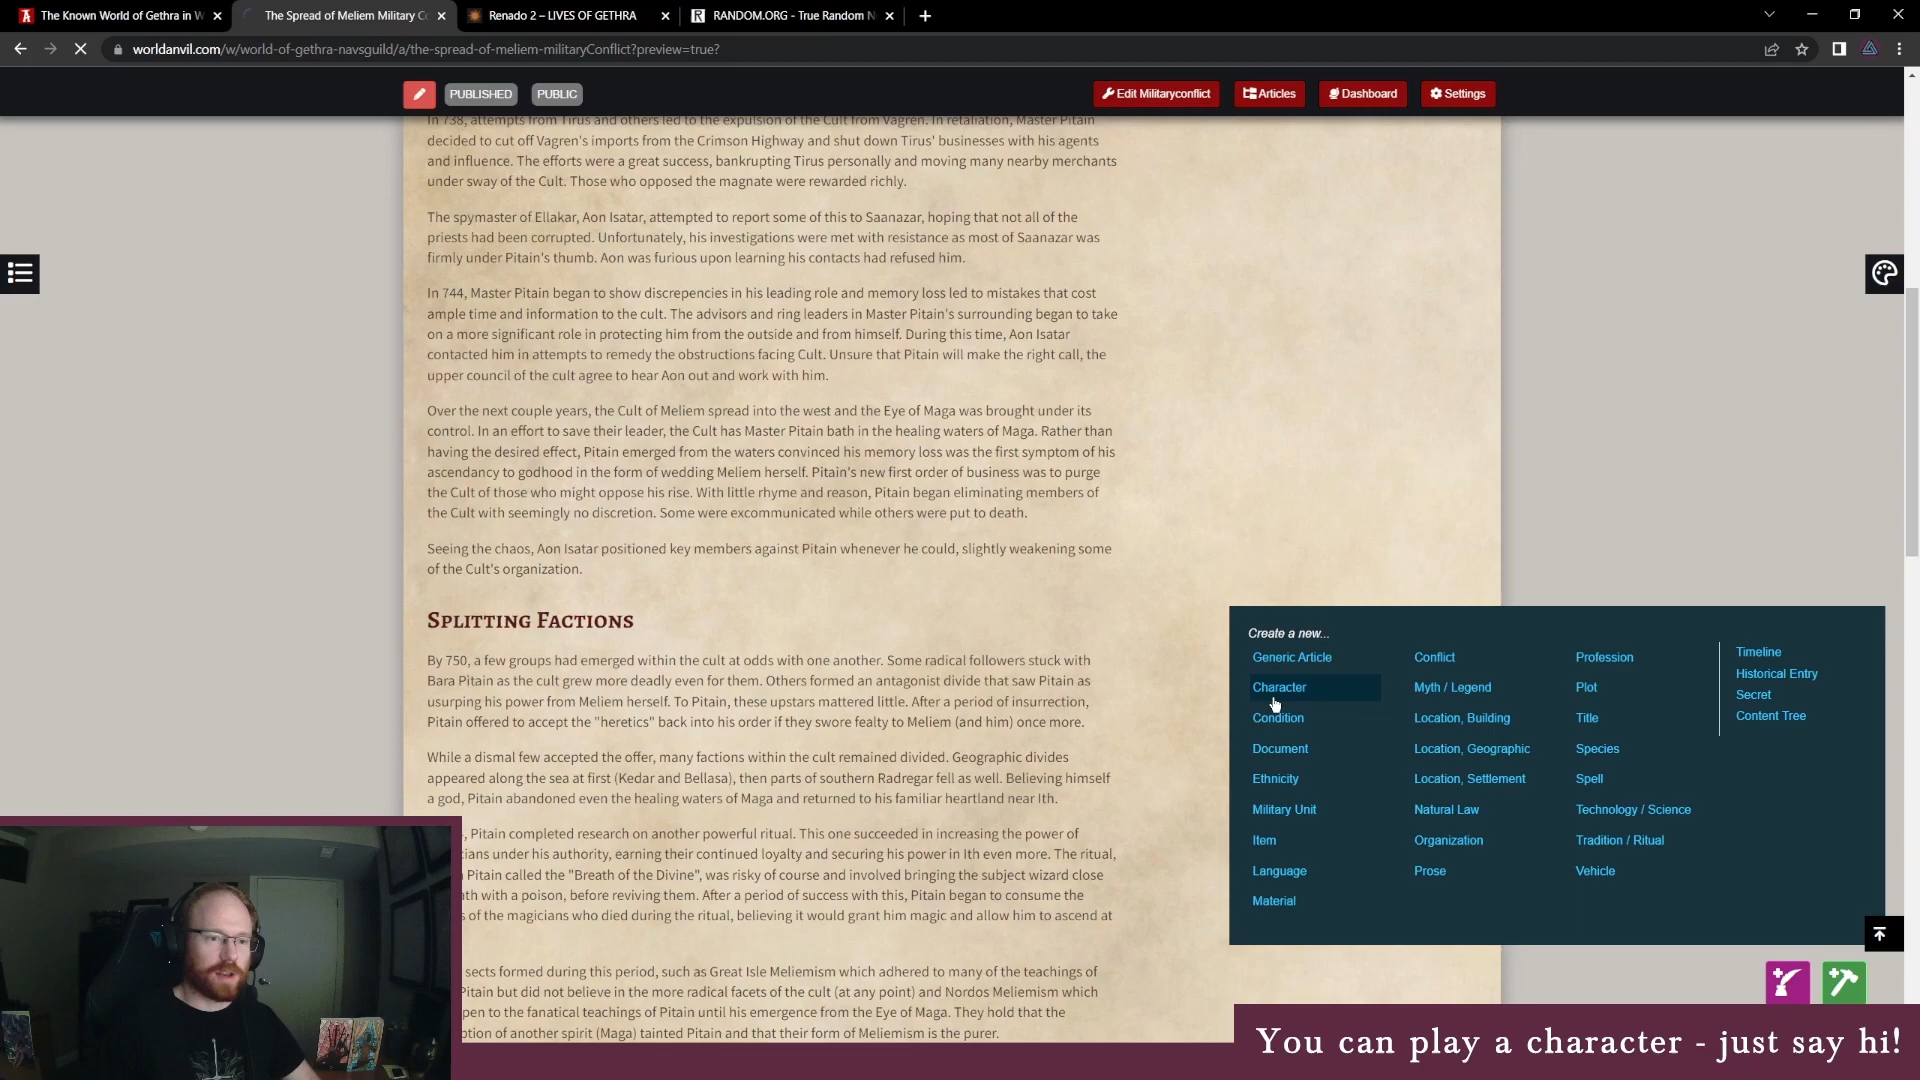 The Known World of Gethra in W
The Spread of Meliem Military Co
Renado 2 – LIVES OF GETHRA
RANDOM.ORG - True Random N
worldanvil.com/w/world-of-gethra-navsguild/a/the-spread-of-meliem-militaryConflict?preview=true?
PUBLISHED
PUBLIC
Edit Militaryconflict
Articles
Dashboard
Settings
In 738, attempts from Tirus and others led to the expulsion of the Cult from Vagren. In retaliation, Master Pitain
decided to cut off Vagren's imports from the Crimson Highway and shut down Tirus' businesses with his agents
and influence. The efforts were a great success, bankrupting Tirus personally and moving many nearby merchants
under sway of the Cult. Those who opposed the magnate were rewarded richly.
The spymaster of Ellakar, Aon Isatar, attempted to report some of this to Saanazar, hoping that not all of the
priests had been corrupted. Unfortunately, his investigations were met with resistance as most of Saanazar was
firmly under Pitain's thumb. Aon was furious upon learning his contacts had refused him.
In 744, Master Pitain began to show discrepencies in his leading role and memory loss led to mistakes that cost
ample time and information to the cult. The advisors and ring leaders in Master Pitain's surrounding began to take
on a more significant role in protecting him from the outside and from himself. During this time, Aon Isatar
contacted him in attempts to remedy the obstructions facing Cult. Unsure that Pitain will make the right call, the
upper council of the cult agree to hear Aon out and work with him.
Over the next couple years, the Cult of Meliem spread into the west and the Eye of Maga was brought under its
control. In an effort to save their leader, the Cult has Master Pitain bath in the healing waters of Maga. Rather than
having the desired effect, Pitain emerged from the waters convinced his memory loss was the first symptom of his
ascendancy to godhood in the form of wedding Meliem herself. Pitain's new first order of business was to purge
the Cult of those who might oppose his rise. With little rhyme and reason, Pitain began eliminating members of
the Cult with seemingly no discretion. Some were excommunicated while others were put to death.
Seeing the chaos, Aon Isatar positioned key members against Pitain whenever he could, slightly weakening some
of the Cult's organization.
SPLITTING FACTIONS
By 750, a few groups had emerged within the cult at odds with one another. Some radical followers stuck with
Bara Pitain as the cult grew more deadly even for them. Others formed an antagonist divide that saw Pitain as
usurping his power from Meliem herself. To Pitain, these upstars mattered little. After a period of insurrection,
Pitain offered to accept the "heretics" back into his order if they swore fealty to Meliem (and him) once more.
While a dismal few accepted the offer, many factions within the cult remained divided. Geographic divides
appeared along the sea at first (Kedar and Bellasa), then parts of southern Radregar fell as well. Believing himself
a god, Pitain abandoned even the healing waters of Maga and returned to his familiar heartland near Ith.
, Pitain completed research on another powerful ritual. This one succeeded in increasing the power of
cians under his authority, earning their continued loyalty and securing his power in Ith even more. The ritual,
Pitain called the "Breath of the Divine", was risky of course and involved bringing the subject wizard close
th with a poison, before reviving them. After a period of success with this, Pitain began to consume the
s of the magicians who died during the ritual, believing it would grant him magic and allow him to ascend at
sects formed during this period, such as Great Isle Meliemism which adhered to many of the teachings of
Pitain but did not believe in the more radical facets of the cult (at any point) and Nordos Meliemism which
pen to the fanatical teachings of Pitain until his emergence from the Eye of Maga. They hold that the
ption of another spirit (Maga) tainted Pitain and that their form of Meliemism is the purer.
Create a new...
Generic Article
Character
Condition
Document
Ethnicity
Military Unit
Item
Language
Material
Conflict
Myth / Legend
Location, Building
Location, Geographic
Location, Settlement
Natural Law
Organization
Prose
Profession
Plot
Title
Species
Spell
Technology / Science
Tradition / Ritual
Vehicle
Timeline
Historical Entry
Secret
Content Tree
You can play a character - just say hi!